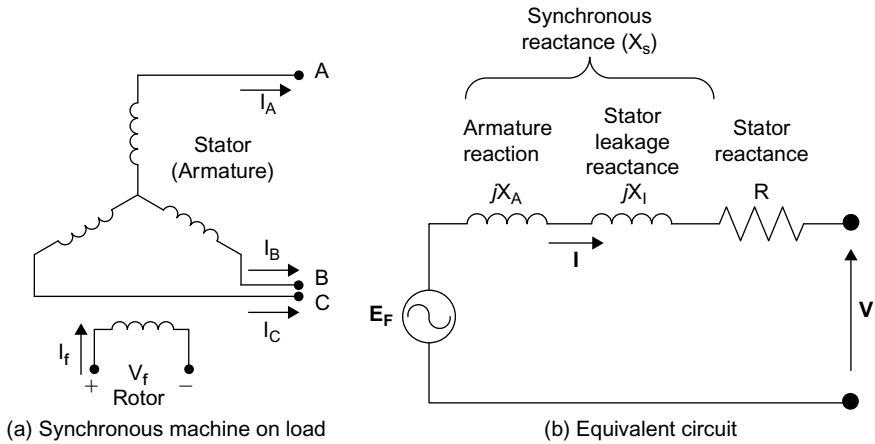 Synchronous
reactance (Xs)
A
IA
Stator
(Armature)
IB
B
C
IC
If
+
Vf
−
Rotor
(a) Synchronous machine on load
Armature
reaction
Stator
leakage
reactance
Stator
reactance
jXA
jXl
R
I
EF
V
(b) Equivalent circuit